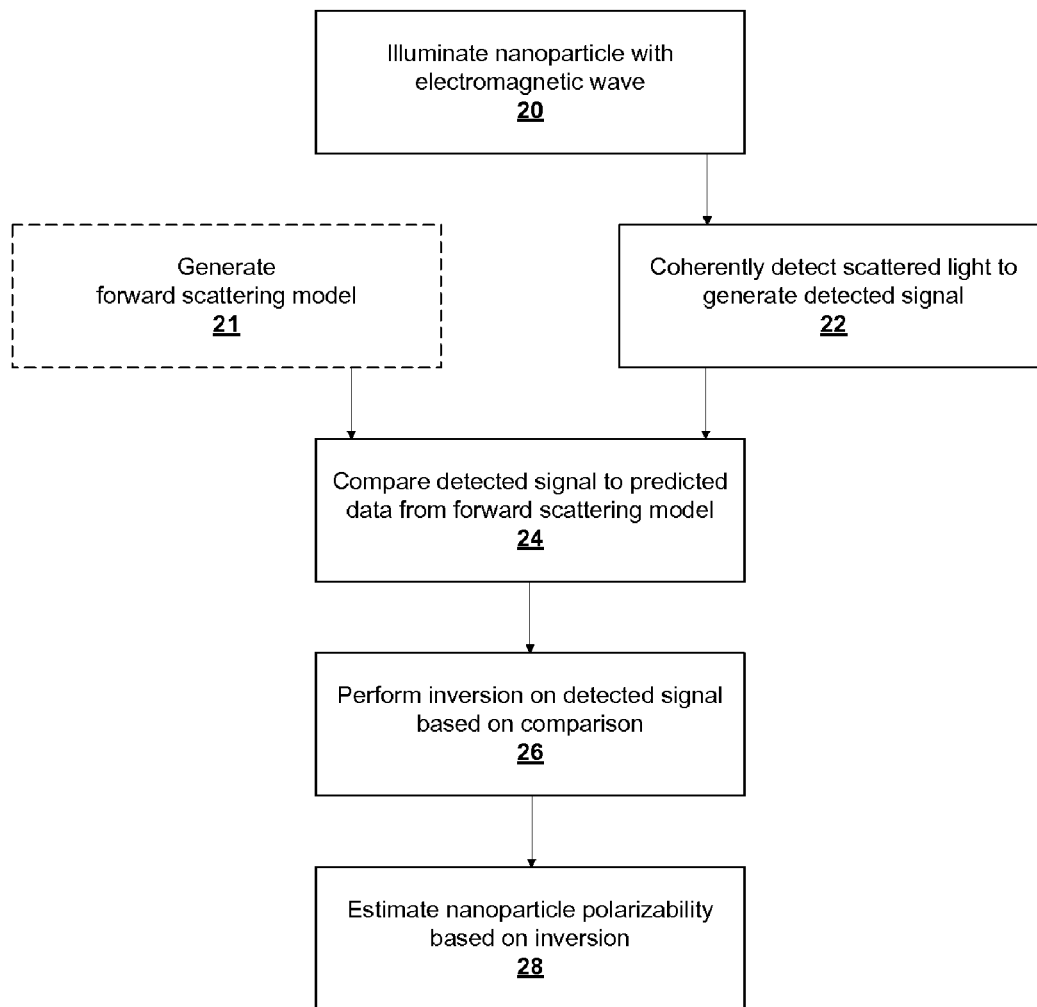 Illuminate nanoparticle with
electromagnetic wave
20
Generate
forward scattering model
21
Coherently detect scattered light to
generate detected signal
22
Compare detected signal to predicted
data from forward scattering model
24
Perform inversion on detected signal
based on comparison
26
Estimate nanoparticle polarizability
based on inversion
28